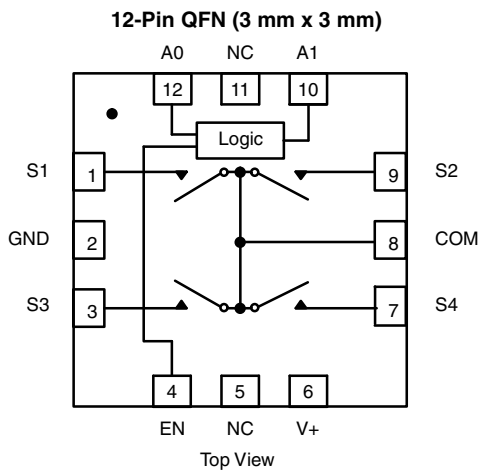 12-Pin QFN (3 mm x 3 mm)
A0 NC A1
12 11 10
Logic
S1 1 9 S2
GND 2 8 COM
S3 3 7 S4
4 5 6
EN NC V+
Top View